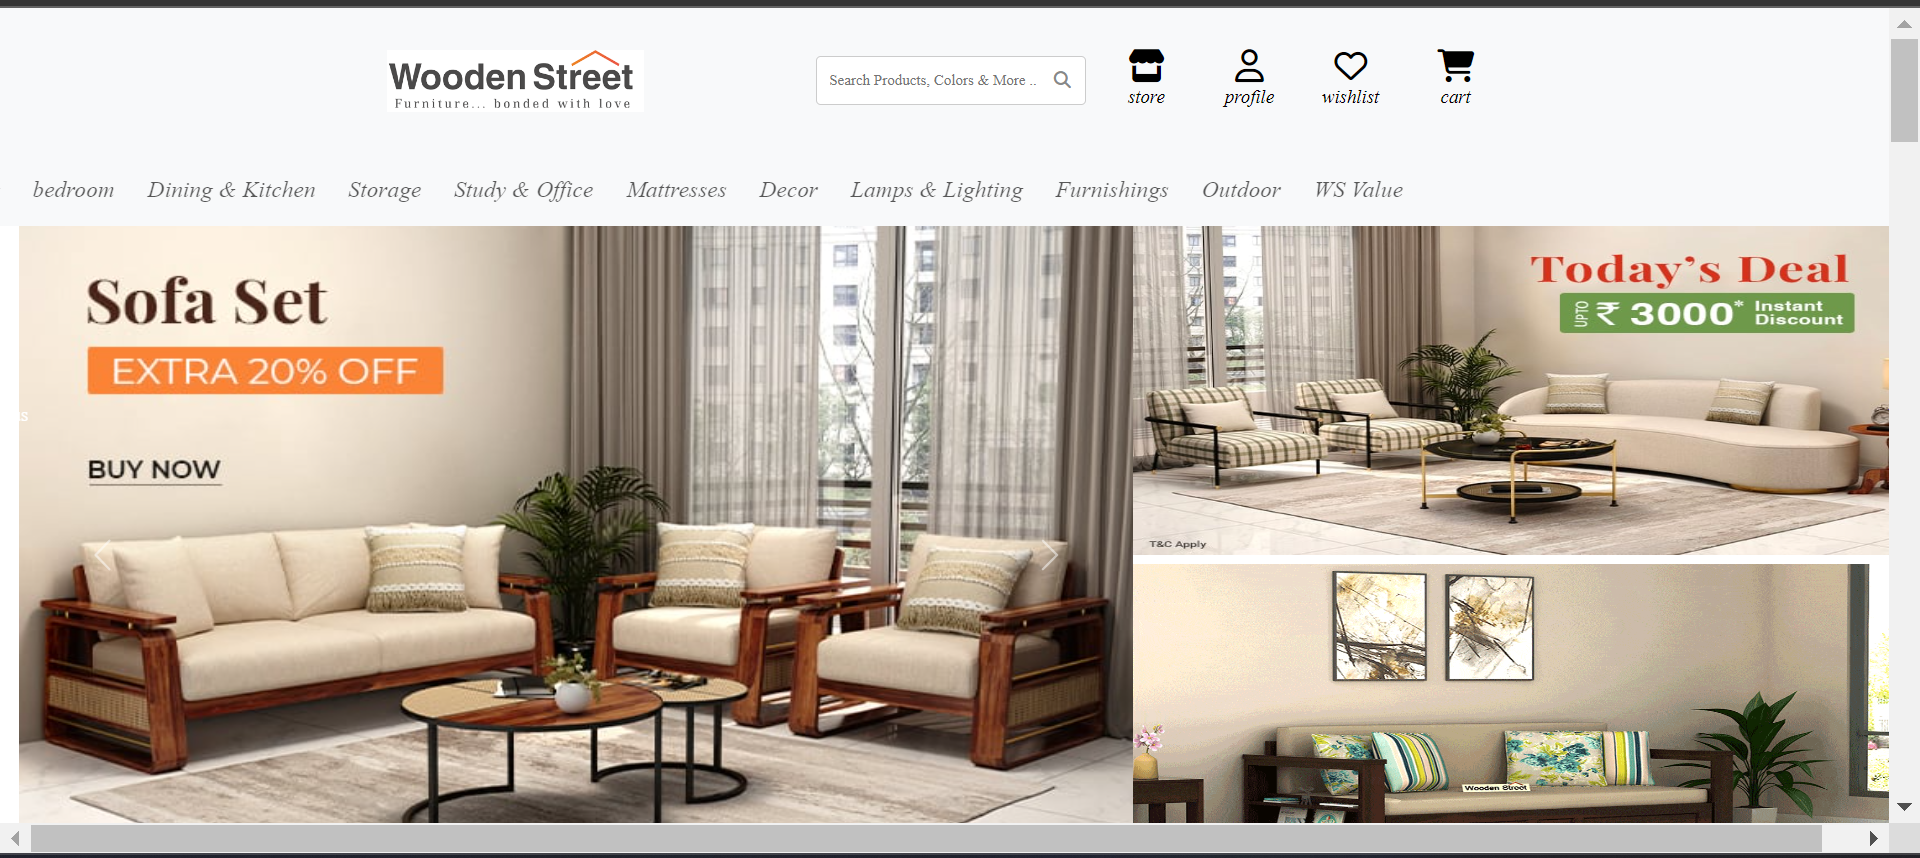 Wooden Street
Furniture... bonded with love
Search Products, Colors & More ..
store
profile
wishlist
cart
bedroom
Dining & Kitchen
Storage
Study & Office
Mattresses
Decor
Lamps & Lighting
Furnishings
Outdoor
WS Value
Sofa Set
EXTRA 20% OFF
BUY NOW
Today's Deal
UPTO ₹ 3000* Instant Discount
T&C Apply
Wooden Street